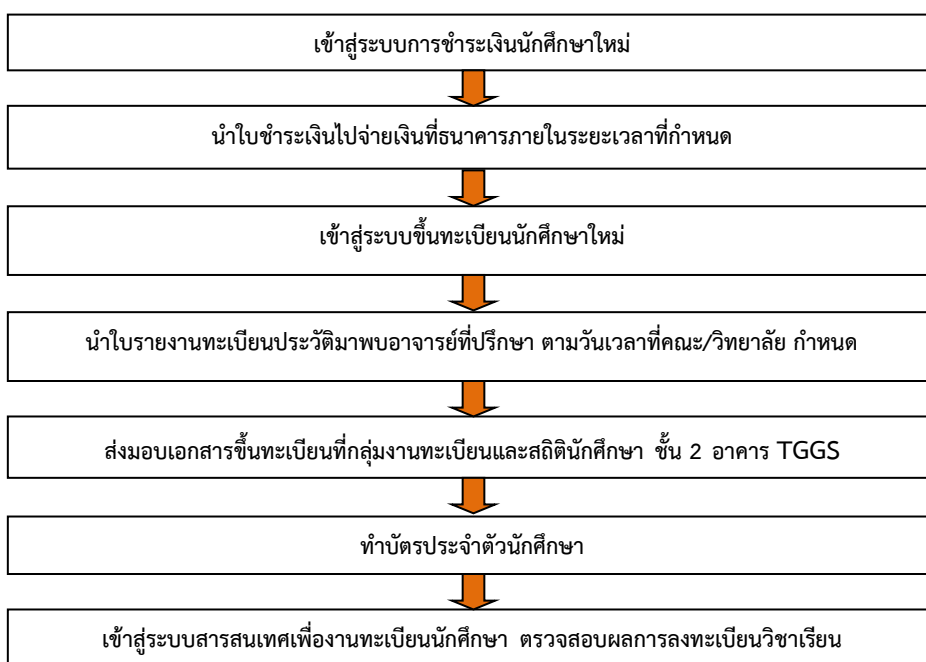 เข้าสู่ระบบการชำระเงินนักศึกษาใหม่
นำใบชำระเงินไปจ่ายเงินที่ธนาคารภายในระยะเวลาที่กำหนด
เข้าสู่ระบบขึ้นทะเบียนนักศึกษาใหม่
นำใบรายงานทะเบียนประวัติมาพบอาจารย์ที่ปรึกษา ตามวันเวลาที่คณะ/วิทยาลัย กำหนด
ส่งมอบเอกสารขึ้นทะเบียนที่กลุ่มงานทะเบียนและสถิตินักศึกษา ชั้น 2 อาคาร TGGS
ทำบัตรประจำตัวนักศึกษา
เข้าสู่ระบบสารสนเทศเพื่องานทะเบียนนักศึกษา ตรวจสอบผลการลงทะเบียนวิชาเรียน